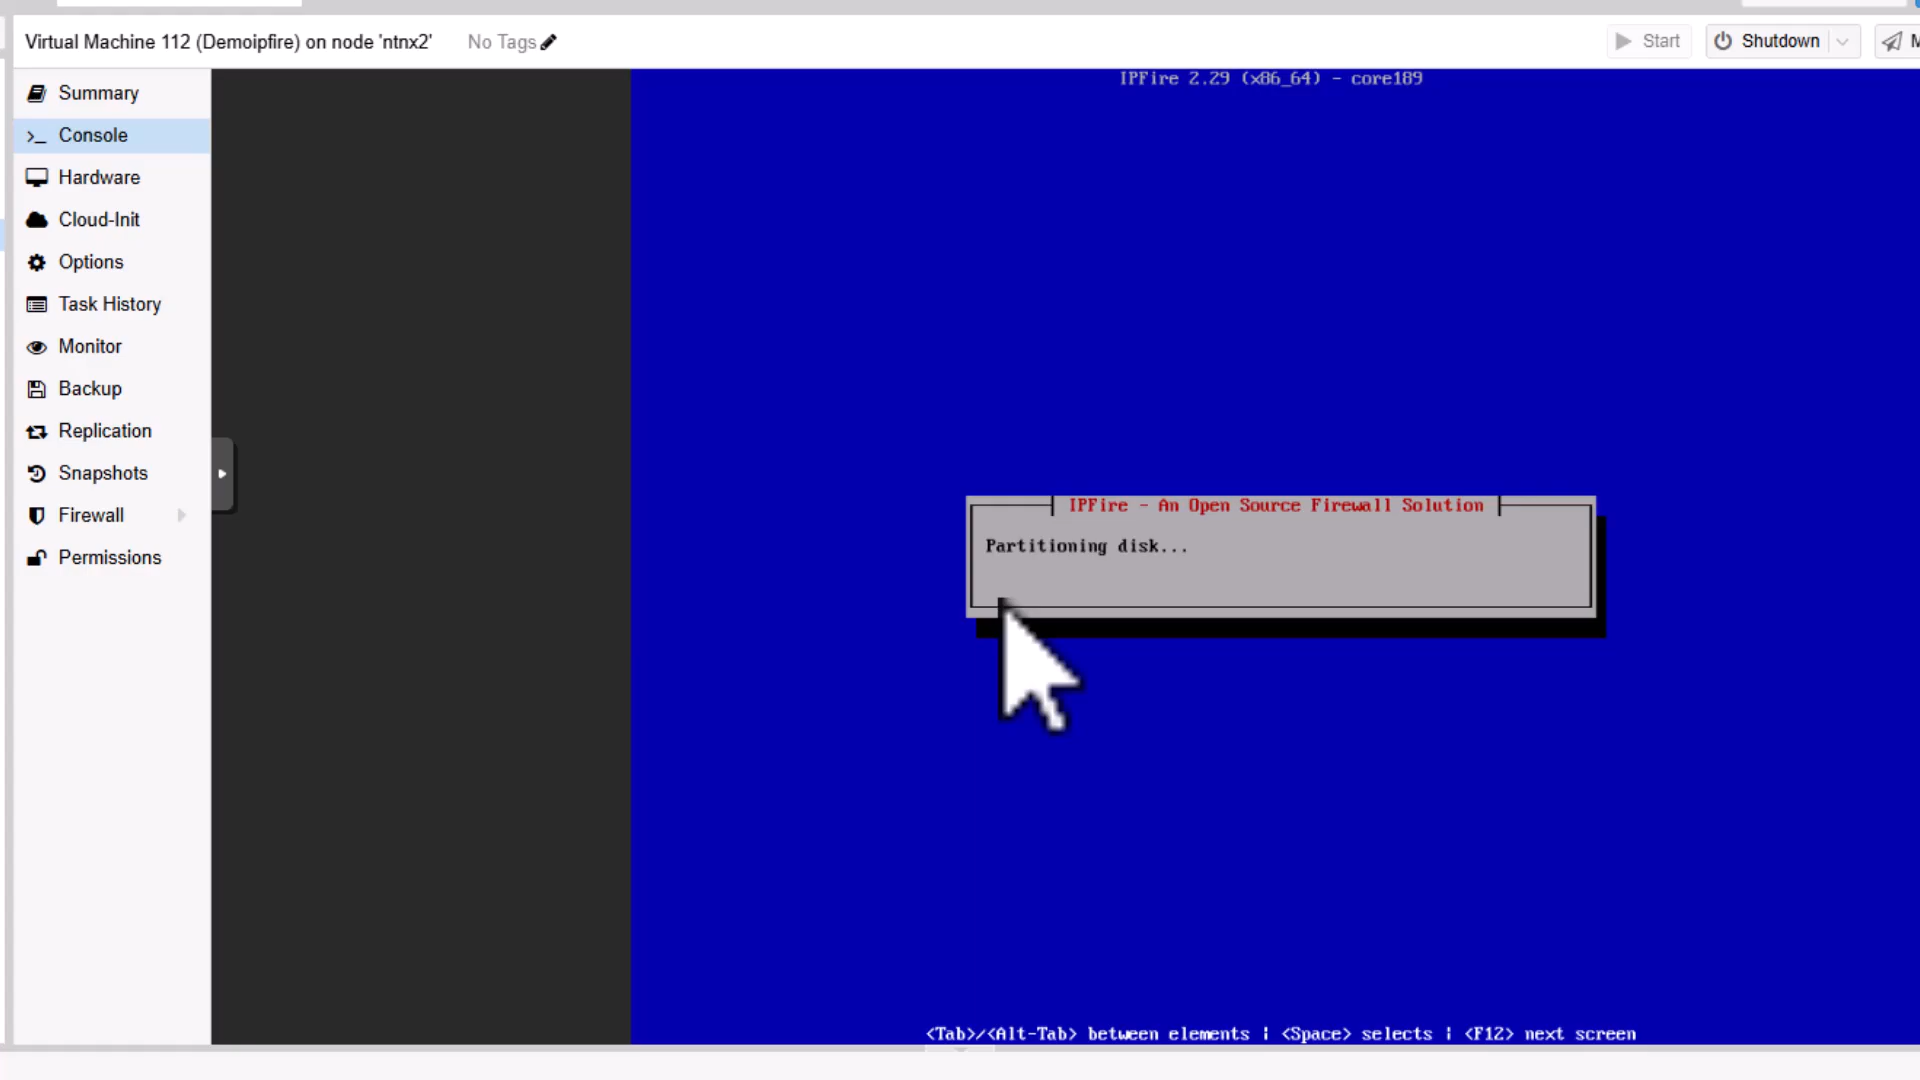 Virtual Machine 112 (Demoipfire) on node 'ntnx2'
No Tags
Start
Shutdown
Summary
Console
Hardware
Cloud-Init
Options
Task History
Monitor
Backup
Replication
Snapshots
Firewall
Permissions
IPFire 2.29 (x86_64) - core189
IPFire - An Open Source Firewall Solution
Partitioning disk...
<Tab>/<Alt-Tab> between elements | <Space> selects | <F12> next screen